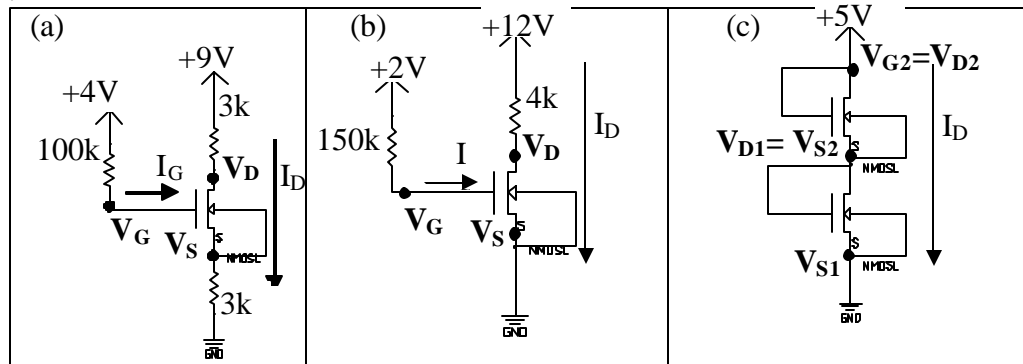 (a)
+9V
+4V
3k
100k
I_G
V_D
I_D
V_G
V_S
S
NMOSL
3k
GND
(b)
+12V
+2V
4k
150k
I
V_D
I_D
V_G
V_S
S
NMOSL
GND
(c)
+5V
V_G2=V_D2
I_D
V_D1= V_S2
S
NMOSL
V_S1
S
NMOSL
GND